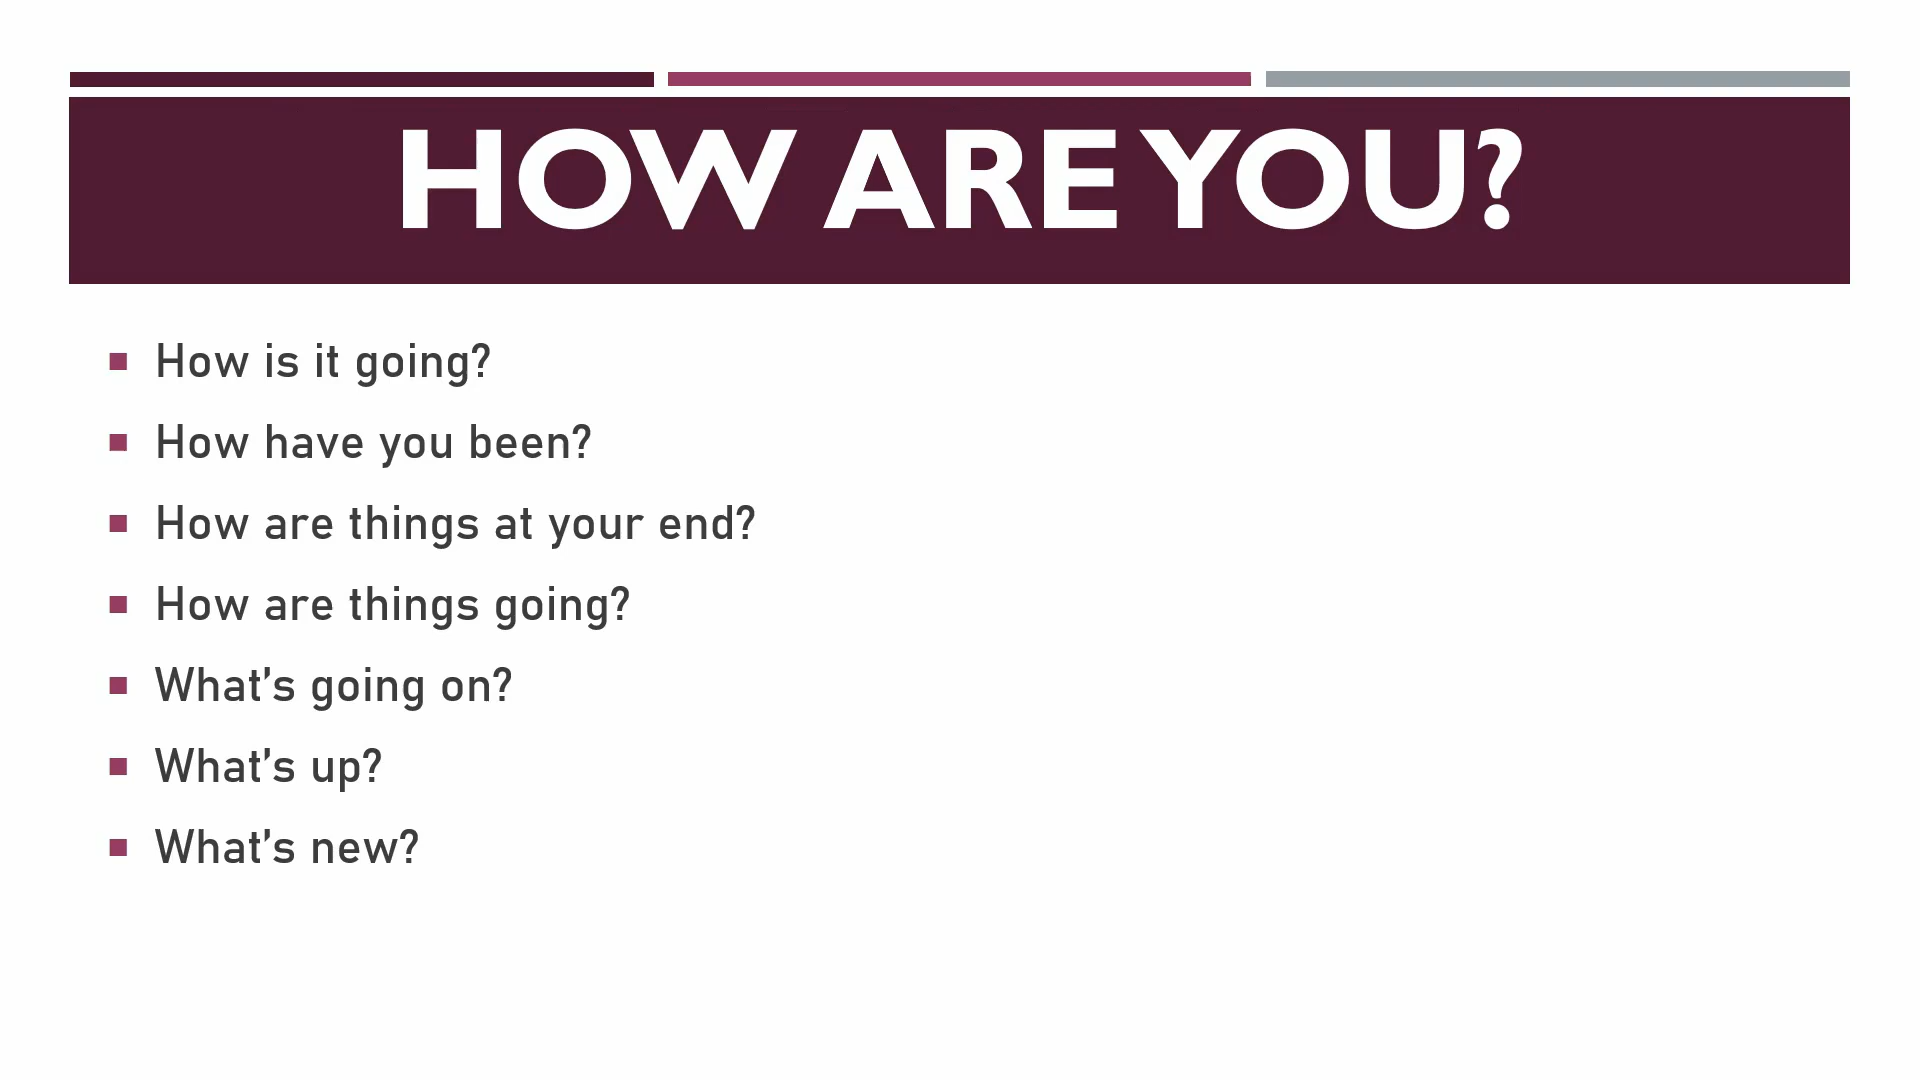 HOW ARE YOU?
How is it going?
How have you been?
How are things at your end?
How are things going?
What's going on?
What's up?
What's new?